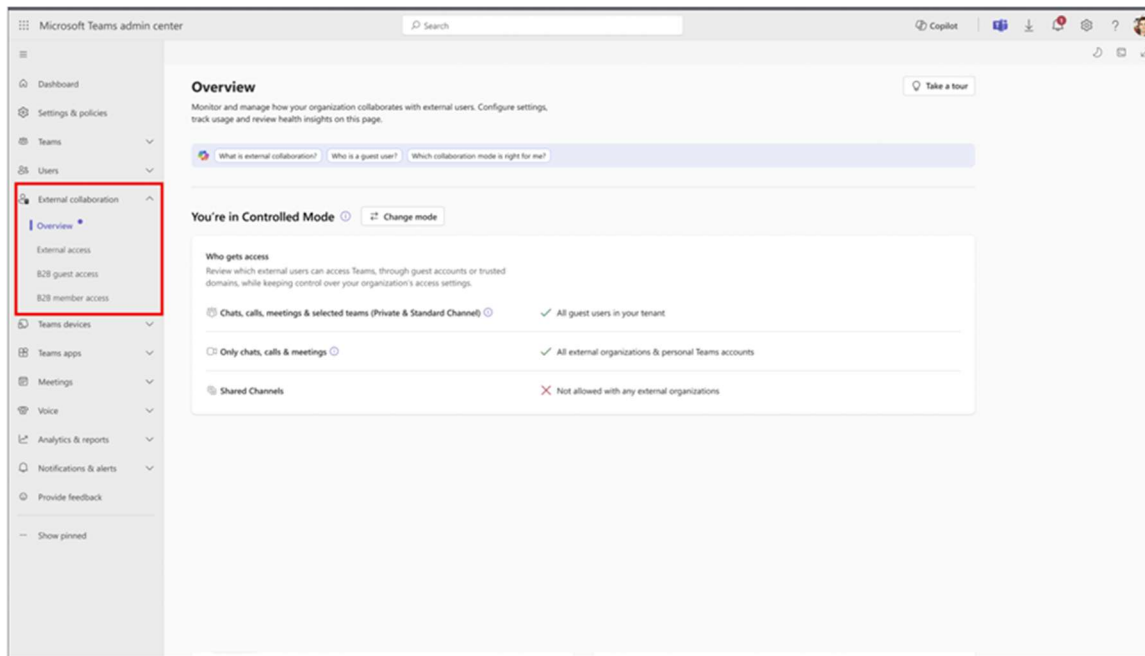 Microsoft Teams admin center
Search
Copilot
Dashboard
Settings & policies
Teams
Users
External collaboration
Overview
External access
B2B guest access
B2B member access
Teams devices
Teams apps
Meetings
Voice
Analytics & reports
Notifications & alerts
Provide feedback
Show pinned
Overview
Take a tour
Monitor and manage how your organization collaborates with external users. Configure settings,
track usage and review health insights on this page.
What is external collaboration?
Who is a guest user?
Which collaboration mode is right for me?
You're in Controlled Mode
Change mode
Who gets access
Review which external users can access Teams, through guest accounts or trusted
domains, while keeping control over your organization's access settings.
Chats, calls, meetings & selected teams (Private & Standard Channel)
All guest users in your tenant
Only chats, calls & meetings
All external organizations & personal Teams accounts
Shared Channels
Not allowed with any external organizations